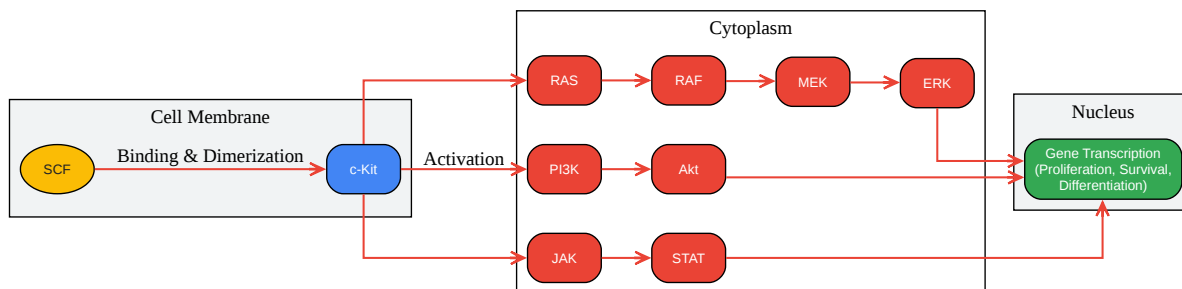 Cytoplasm
RAS
RAF
MEK
ERK
Cell Membrane
Nucleus
SCF
Binding & Dimerization
c-Kit
Activation
PI3K
Akt
Gene Transcription
(Proliferation, Survival,
Differentiation)
JAK
STAT